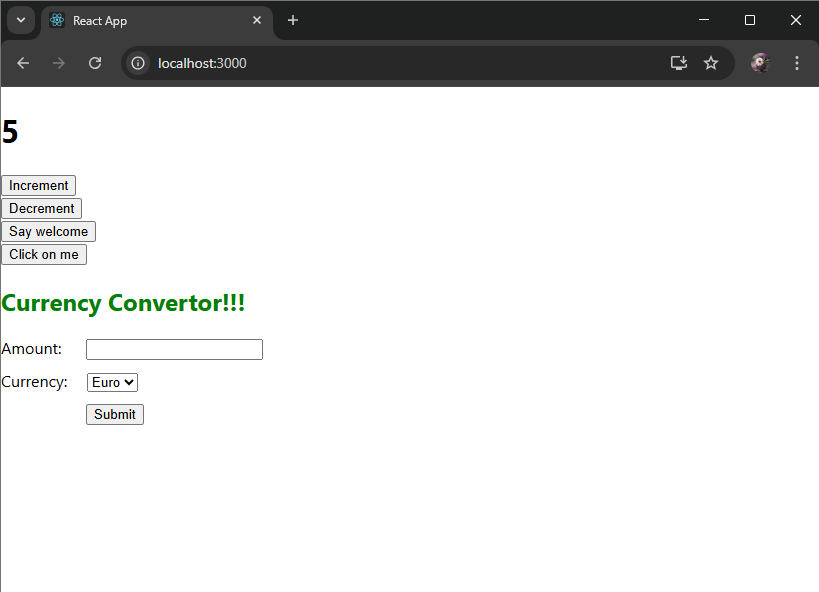 React App
localhost:3000
5
Increment
Decrement
Say welcome
Click on me
Currency Convertor!!!
Amount:
Currency: Euro
Submit